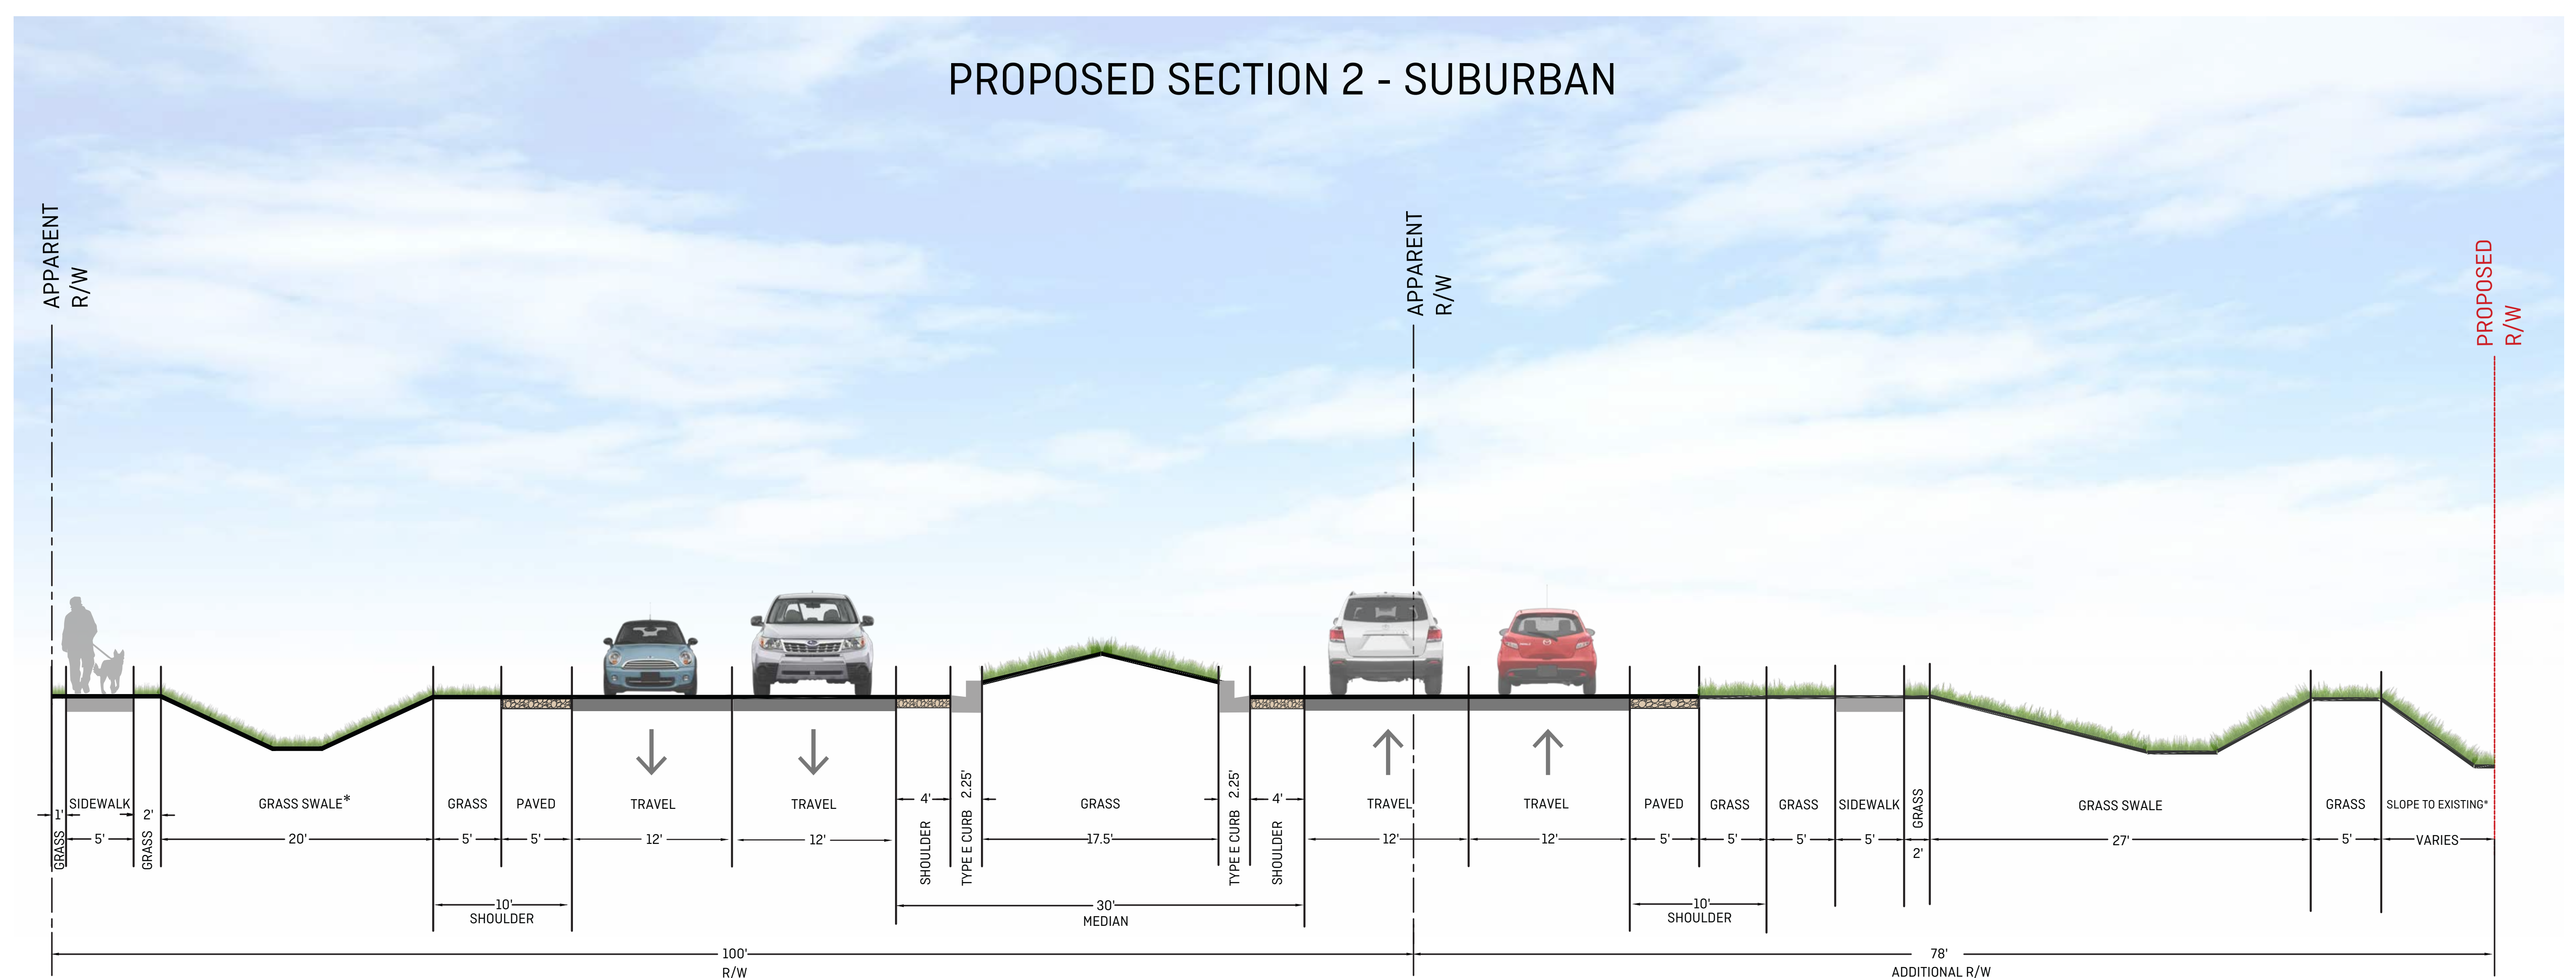 PROPOSED SECTION 2 - SUBURBAN
APPARENT
R/W
APPARENT
R/W
PROPOSED
R/W
1'
GRASS
SIDEWALK
5'
2'
GRASS
GRASS SWALE*
20'
GRASS
5'
PAVED
5'
10'
SHOULDER
TRAVEL
12'
TRAVEL
12'
4'
SHOULDER
TYPE E CURB 2.25'
GRASS
17.5'
TYPE E CURB 2.25'
4'
SHOULDER
30'
MEDIAN
TRAVEL
12'
TRAVEL
12'
PAVED
5'
GRASS
5'
10'
SHOULDER
GRASS
5'
SIDEWALK
5'
GRASS
2'
GRASS SWALE
27'
GRASS
5'
SLOPE TO EXISTING*
VARIES
100'
R/W
78'
ADDITIONAL R/W